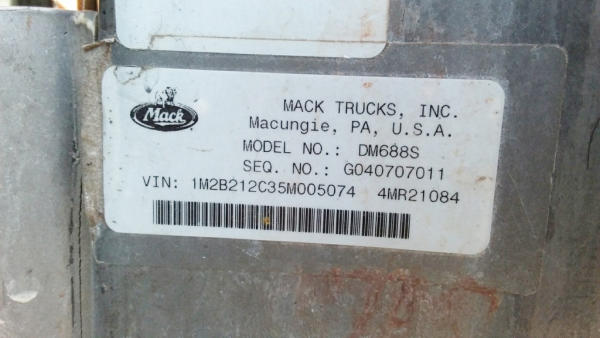 Mack
MACK TRUCKS, INC.
Macungie, PA, U.S.A.
MODEL NO.: DM688S
SEQ. NO.: G040707011
VIN: 1M2B212C35M005074 4MR21084